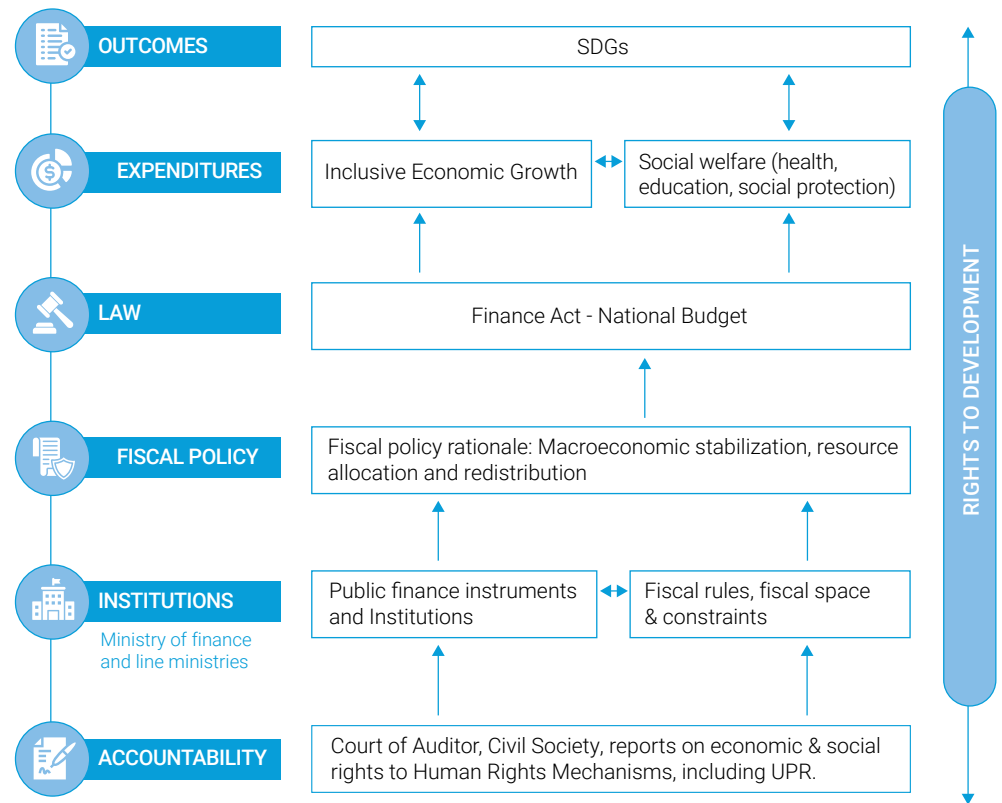 OUTCOMES
SDGs
EXPENDITURES
Inclusive Economic Growth
Social welfare (health,
education, social protection)
LAW
Finance Act - National Budget
FISCAL POLICY
Fiscal policy rationale: Macroeconomic stabilization, resource
allocation and redistribution
INSTITUTIONS
Ministry of finance
and line ministries
Public finance instruments
and Institutions
Fiscal rules, fiscal space
& constraints
ACCOUNTABILITY
Court of Auditor, Civil Society, reports on economic & social
rights to Human Rights Mechanisms, including UPR.
RIGHTS TO DEVELOPMENT